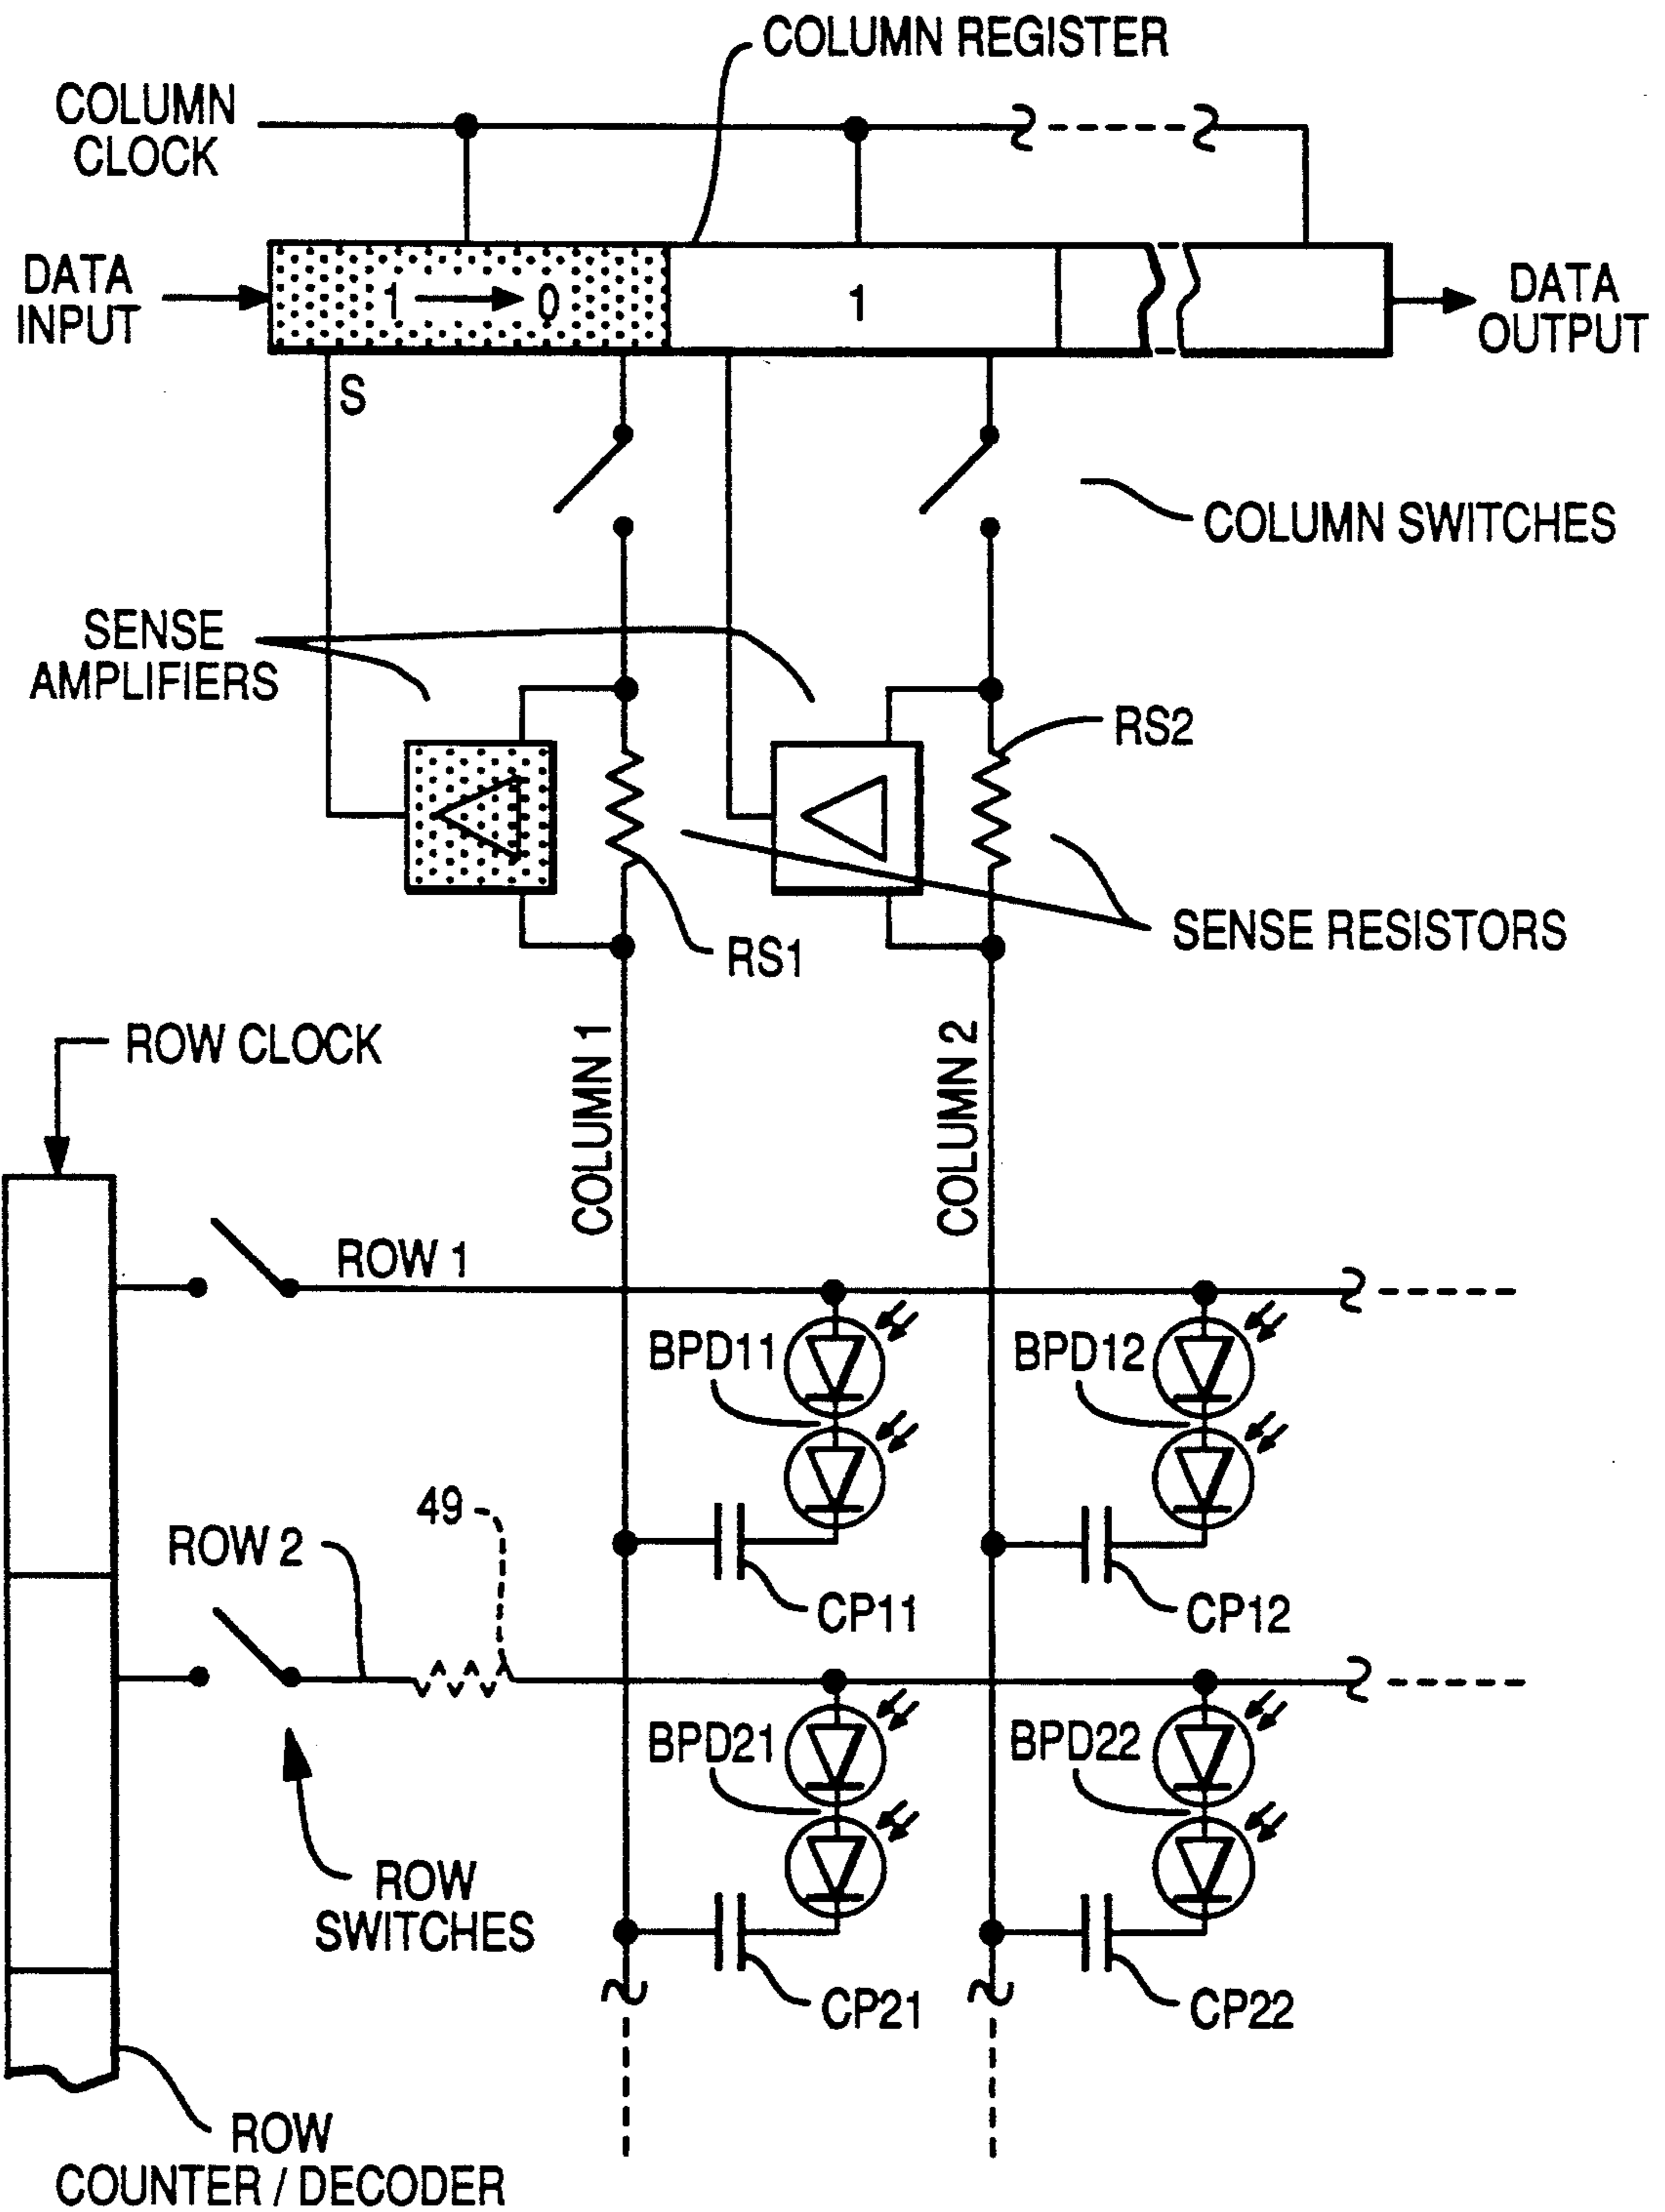 COLUMN REGISTER
COLUMN
CLOCK
DATA
INPUT
1
0
1
DATA
OUTPUT
S
COLUMN SWITCHES
SENSE
AMPLIFIERS
RS2
RS1
SENSE RESISTORS
ROW CLOCK
COLUMN 1
COLUMN 2
ROW 1
BPD11
BPD12
49
ROW 2
CP11
CP12
BPD21
BPD22
ROW
SWITCHES
CP21
CP22
ROW
COUNTER / DECODER